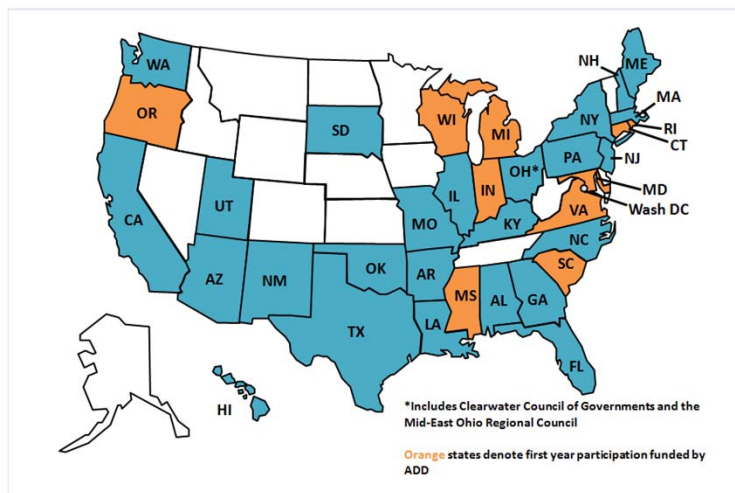 NH
ME
WA
MA
OR
SD
WI
MI
NY
RI
CT
PA
NJ
OH*
IN
IL
MD
Wash DC
VA
CA
UT
MO
KY
NC
AZ
NM
OK
AR
SC
MS
AL
GA
LA
TX
FL
HI
*Includes Clearwater Council of Governments and the
Mid-East Ohio Regional Council
Orange states denote first year participation funded by
ADD